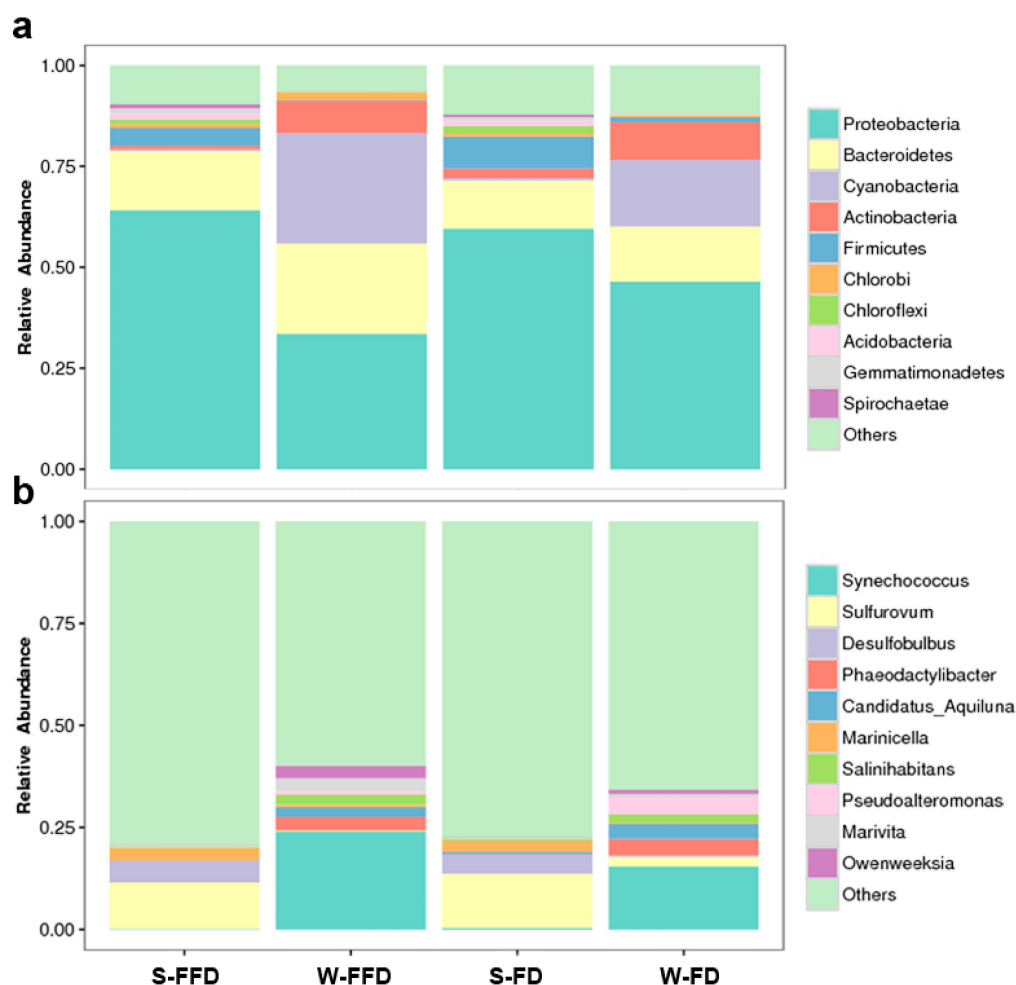 a
1.00
0.75
0.50
0.25
0.00
Relative Abundance
Proteobacteria
Bacteroidetes
Cyanobacteria
Actinobacteria
Firmicutes
Chlorobi
Chloroflexi
Acidobacteria
Gemmatimonadetes
Spirochaetae
Others
b
1.00
0.75
0.50
0.25
0.00
Relative Abundance
Synechococcus
Sulfurovum
Desulfobulbus
Phaeodactylibacter
Candidatus_Aquiluna
Marinicella
Salinihabitans
Pseudoalteromonas
Marivita
Owenweeksia
Others
S-FFD W-FFD S-FD W-FD